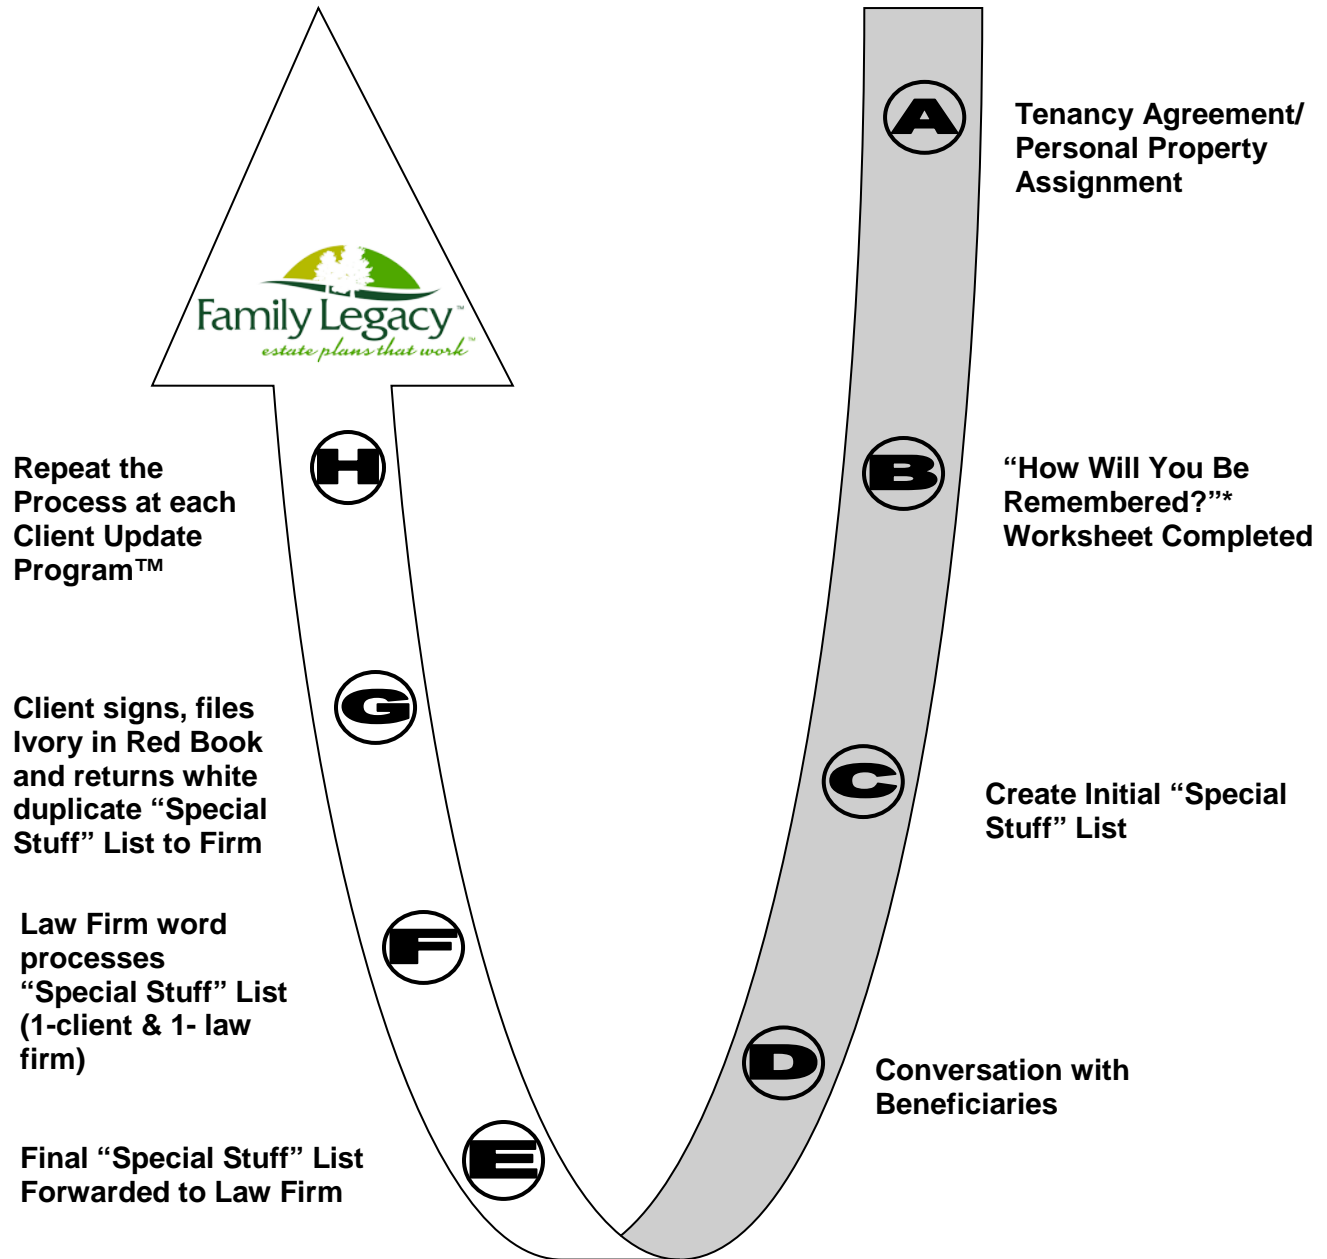 A
Tenancy Agreement/
Personal Property
Assignment
B
“How Will You Be
Remembered?”*
Worksheet Completed
C
Create Initial “Special
Stuff” List
D
Conversation with
Beneficiaries
E
Final “Special Stuff” List
Forwarded to Law Firm
F
Law Firm word
processes
“Special Stuff” List
(1-client & 1- law
firm)
G
Client signs, files
Ivory in Red Book
and returns white
duplicate “Special
Stuff” List to Firm
H
Repeat the
Process at each
Client Update
Program™
Family Legacy™
estate plans that work™